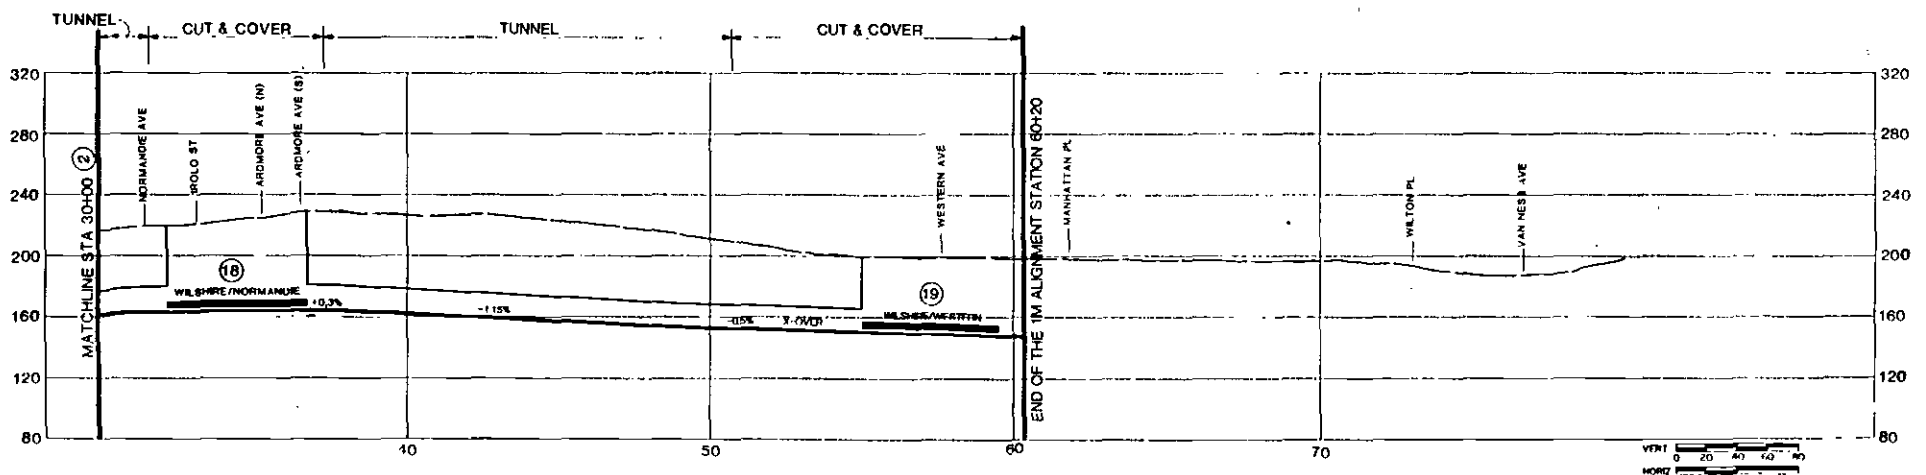 TUNNEL
CUT & COVER
TUNNEL
CUT & COVER
320
320
280
280
240
240
200
200
160
160
120
120
80
80
MATCHLINE STA 30+00 2
NORMANDIE AVE
IROLO ST
ARDMORE AVE (N)
ARDMORE AVE (S)
WESTERN AVE
END OF THE 1M ALIGNMENT STATION 60+20
MANHATTAN PL
WILTON PL
VAN NESS AVE
18
WILSHIRE/NORMANDIE
+0.3%
-1.15%
-0.5%
X-OVER
19
WILSHIRE/WESTERN
40
50
60
70
VERT
0 20 40 60 80
HORIZ